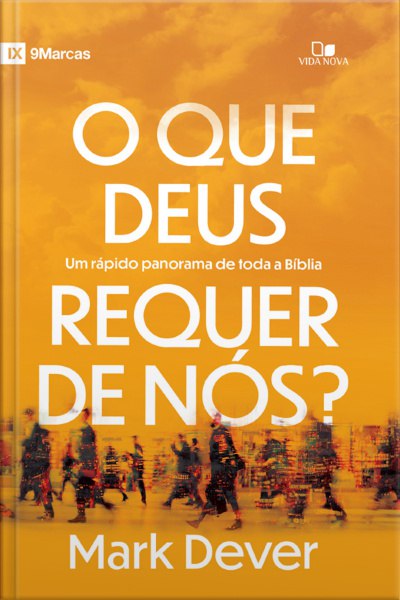 IX 9Marcas
VIDA NOVA
O QUE
DEUS
Um rápido panorama de toda a Bíblia
REQUER
DE NÓS?
Mark Dever